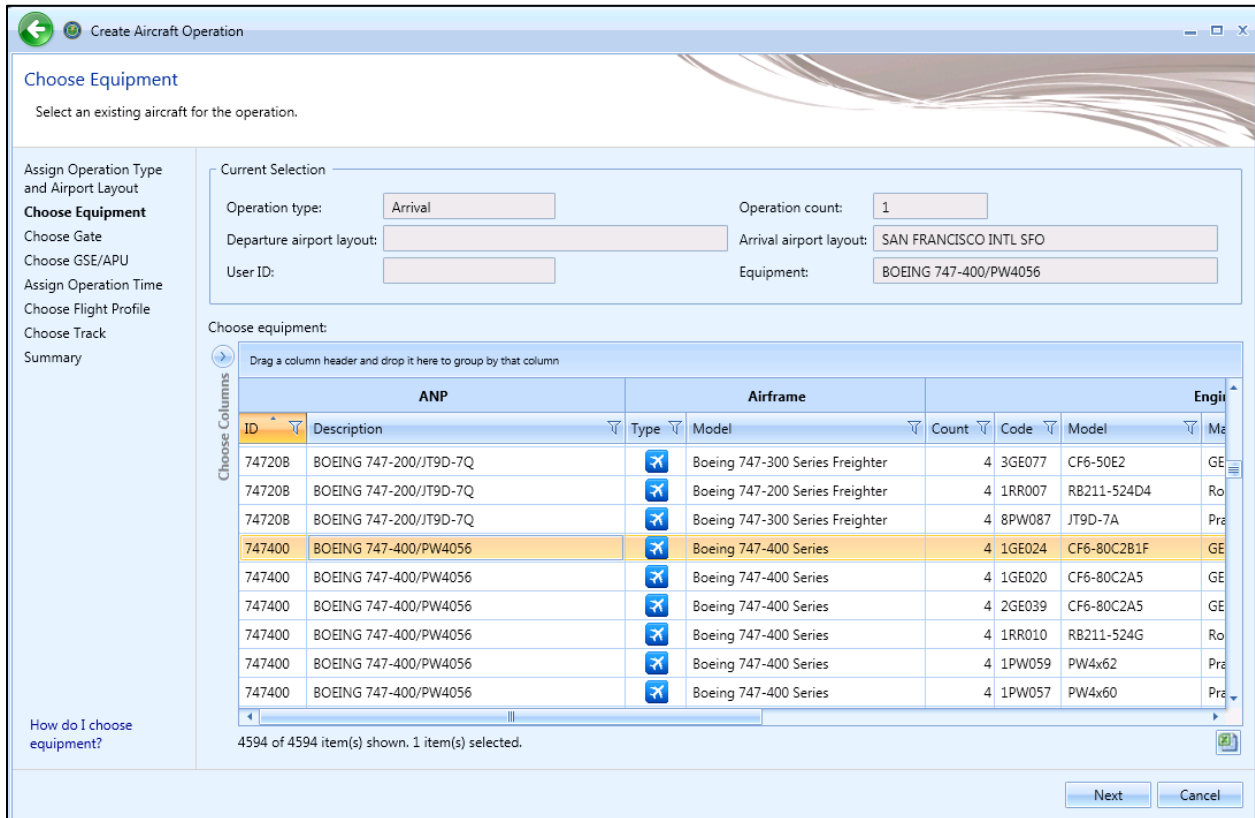 Create Aircraft Operation
Choose Equipment
Select an existing aircraft for the operation.
Assign Operation Type
and Airport Layout
Choose Equipment
Choose Gate
Choose GSE/APU
Assign Operation Time
Choose Flight Profile
Choose Track
Summary
How do I choose
equipment?
Current Selection
Operation type: Arrival Operation count: 1
Departure airport layout: Arrival airport layout: SAN FRANCISCO INTL SFO
User ID: Equipment: BOEING 747-400/PW4056
Choose equipment:
Choose Columns
Drag a column header and drop it here to group by that column
ANP Airframe Engi
ID Description Type Model Count Code Model Ma
74720B BOEING 747-200/JT9D-7Q Boeing 747-300 Series Freighter 4 3GE077 CF6-50E2 GE
74720B BOEING 747-200/JT9D-7Q Boeing 747-200 Series Freighter 4 1RR007 RB211-524D4 Ro
74720B BOEING 747-200/JT9D-7Q Boeing 747-300 Series Freighter 4 8PW087 JT9D-7A Pra
747400 BOEING 747-400/PW4056 Boeing 747-400 Series 4 1GE024 CF6-80C2B1F GE
747400 BOEING 747-400/PW4056 Boeing 747-400 Series 4 1GE020 CF6-80C2A5 GE
747400 BOEING 747-400/PW4056 Boeing 747-400 Series 4 2GE039 CF6-80C2A5 GE
747400 BOEING 747-400/PW4056 Boeing 747-400 Series 4 1RR010 RB211-524G Ro
747400 BOEING 747-400/PW4056 Boeing 747-400 Series 4 1PW059 PW4x62 Pra
747400 BOEING 747-400/PW4056 Boeing 747-400 Series 4 1PW057 PW4x60 Pra
4594 of 4594 item(s) shown. 1 item(s) selected.
Next Cancel